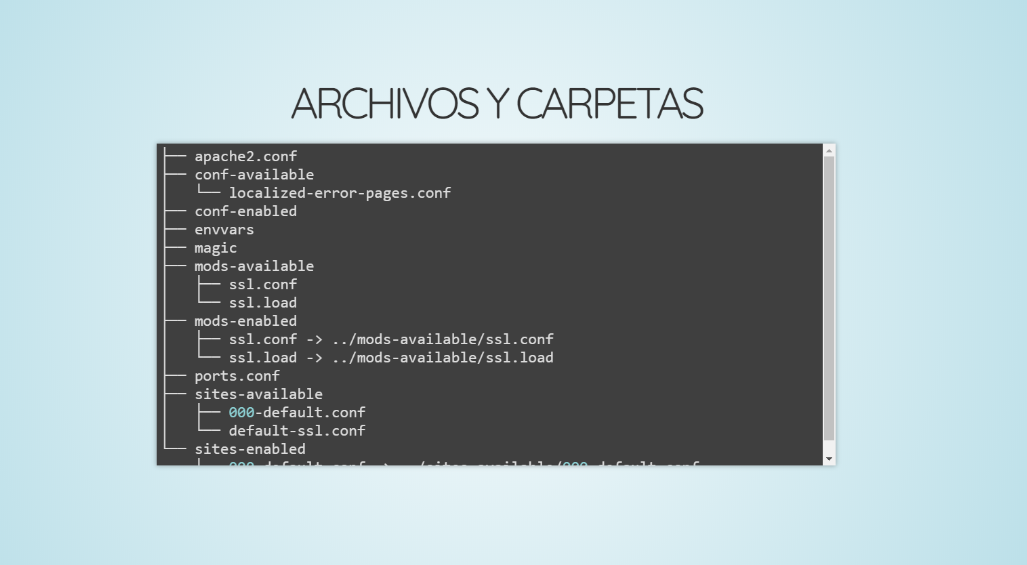 ARCHIVOS Y CARPETAS
├── apache2.conf
├── conf-available
│   └── localized-error-pages.conf
├── conf-enabled
├── envvars
├── magic
├── mods-available
│   ├── ssl.conf
│   └── ssl.load
├── mods-enabled
│   ├── ssl.conf -> ../mods-available/ssl.conf
│   └── ssl.load -> ../mods-available/ssl.load
├── ports.conf
├── sites-available
│   ├── 000-default.conf
│   └── default-ssl.conf
└── sites-enabled